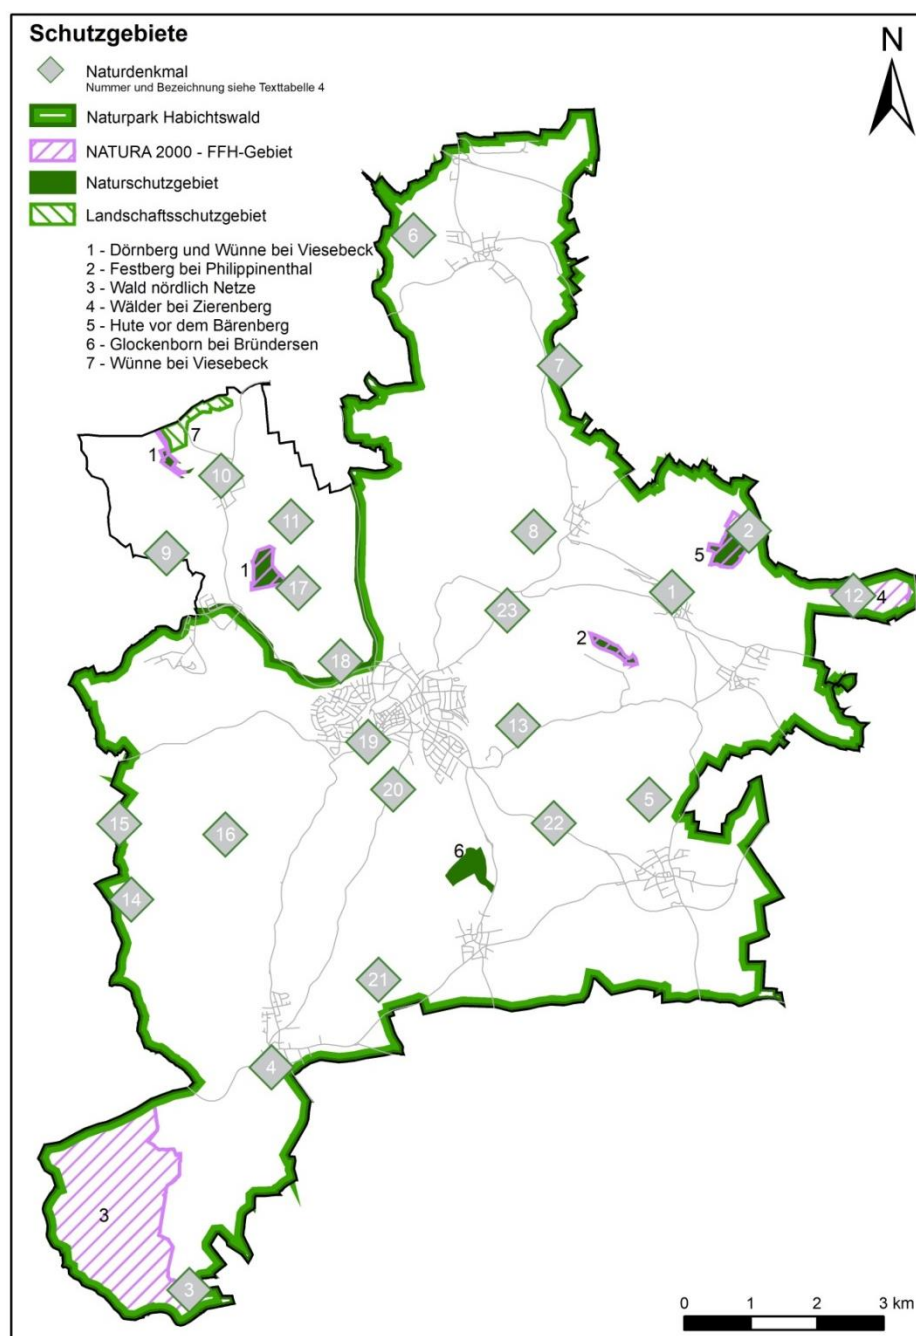 Schutzgebiete
Naturdenkmal
Nummer und Bezeichnung siehe Texttabelle 4
Naturpark Habichtswald
NATURA 2000 - FFH-Gebiet
Naturschutzgebiet
Landschaftsschutzgebiet
1 - Dörnberg und Wünne bei Viesebeck
2 - Festberg bei Philippinenthal
3 - Wald nördlich Netze
4 - Wälder bei Zierenberg
5 - Hute vor dem Bärenberg
6 - Glockenborn bei Bründersen
7 - Wünne bei Viesebeck
N
6
7
7
1
10
11
8
2
5
9
1
17
1
12
4
23
2
18
13
19
20
5
15
16
22
6
14
21
4
3
3
0 1 2 3 km